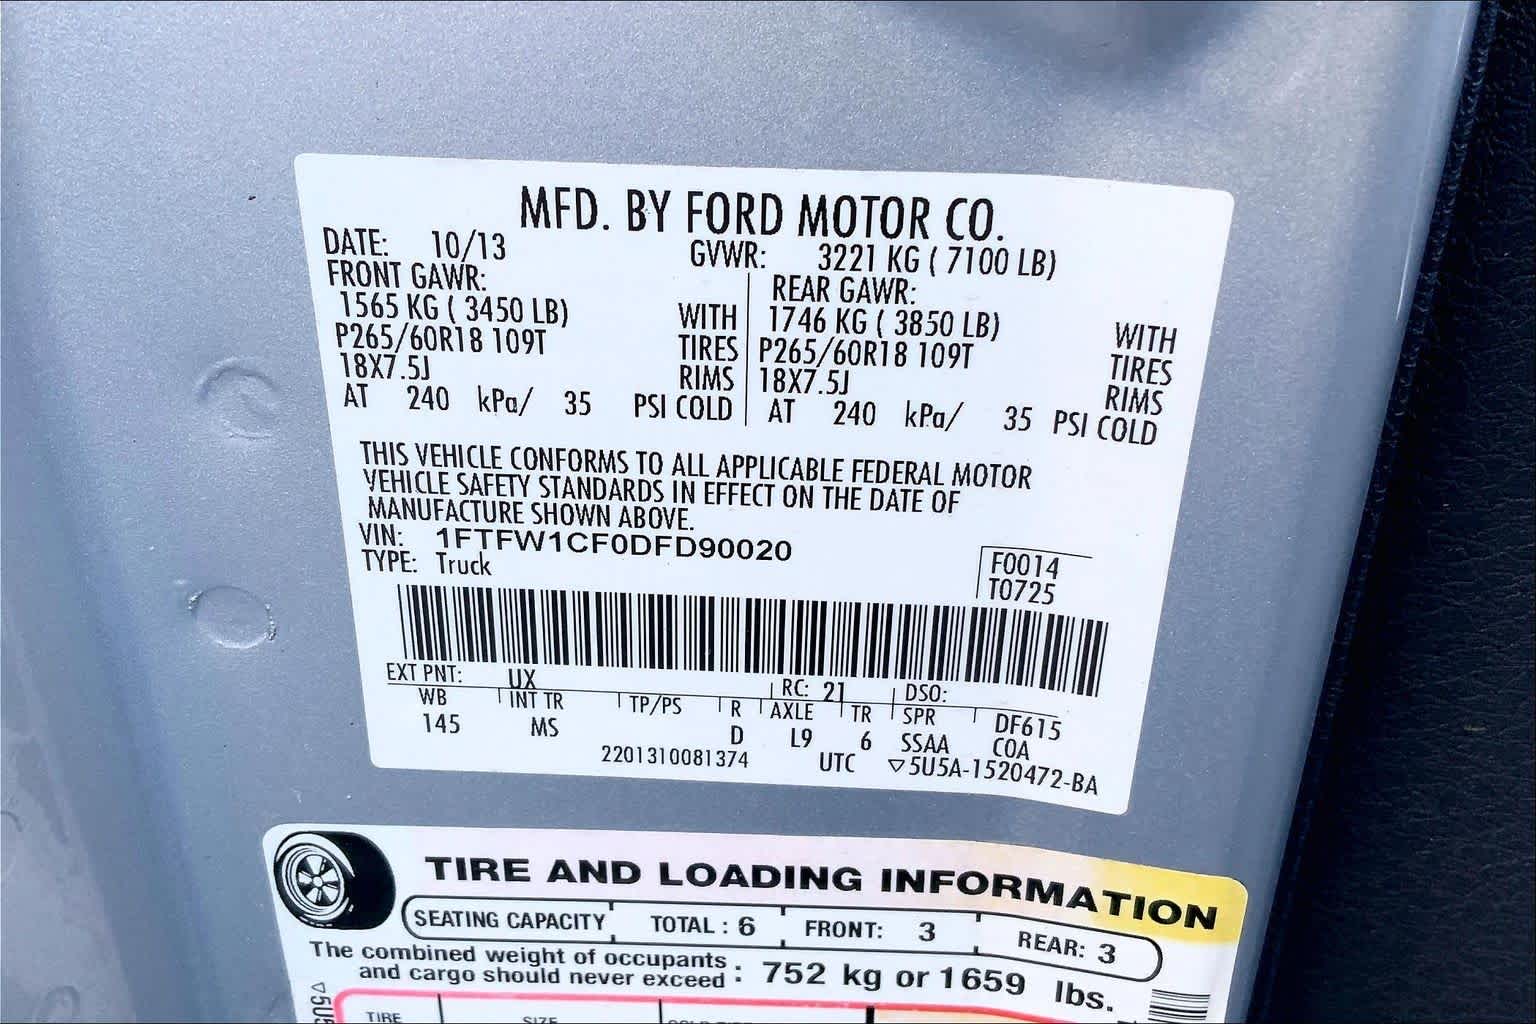 MFD. BY FORD MOTOR CO.
DATE: 10/13 GVWR: 3221 KG ( 7100 LB)
FRONT GAWR: REAR GAWR:
1565 KG ( 3450 LB) WITH 1746 KG ( 3850 LB) WITH
P265/60R18 109T TIRES P265/60R18 109T TIRES
18X7.5J RIMS 18X7.5J RIMS
AT 240 kPa/ 35 PSI COLD AT 240 kPa/ 35 PSI COLD
THIS VEHICLE CONFORMS TO ALL APPLICABLE FEDERAL MOTOR
VEHICLE SAFETY STANDARDS IN EFFECT ON THE DATE OF
MANUFACTURE SHOWN ABOVE.
VIN: 1FTFW1CF0DFD90020
TYPE: Truck
F0014
T0725
EXT PNT: UX RC: 21 DSO:
WB INT TR TP/PS R AXLE TR SPR DF615
145 MS D L9 6 SSAA COA
2201310081374 UTC ▽5U5A-1520472-BA
TIRE AND LOADING INFORMATION
SEATING CAPACITY TOTAL : 6 FRONT: 3 REAR: 3
The combined weight of occupants
and cargo should never exceed : 752 kg or 1659 lbs.
▽5U5
TIRE SIZE